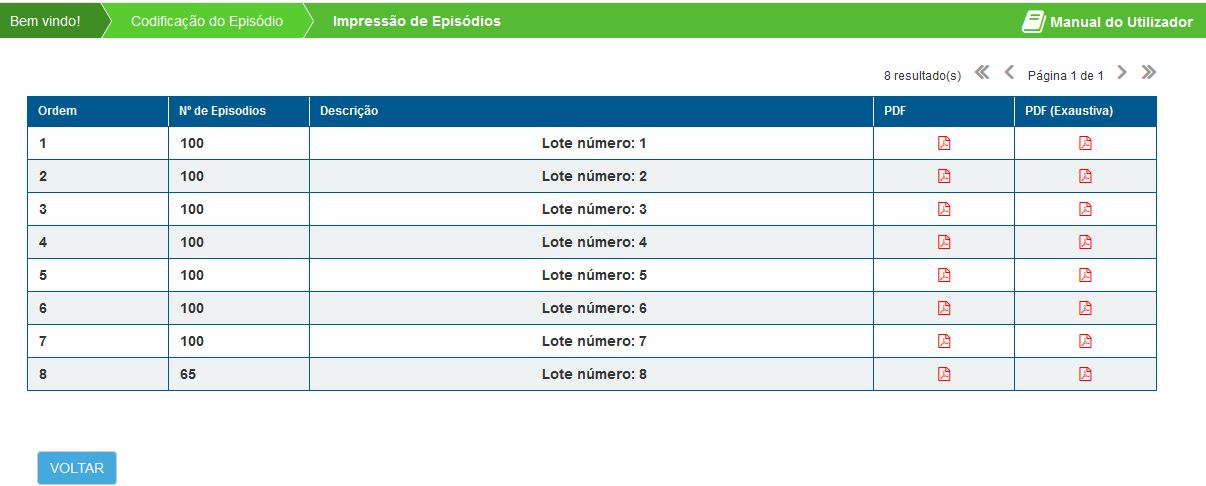 Bem vindo! Codificação do Episódio Impressão de Episódios Manual do Utilizador
8 resultado(s) Página 1 de 1
Ordem Nº de Episodios Descrição PDF PDF (Exaustiva)
1 100 Lote número: 1
2 100 Lote número: 2
3 100 Lote número: 3
4 100 Lote número: 4
5 100 Lote número: 5
6 100 Lote número: 6
7 100 Lote número: 7
8 65 Lote número: 8
VOLTAR